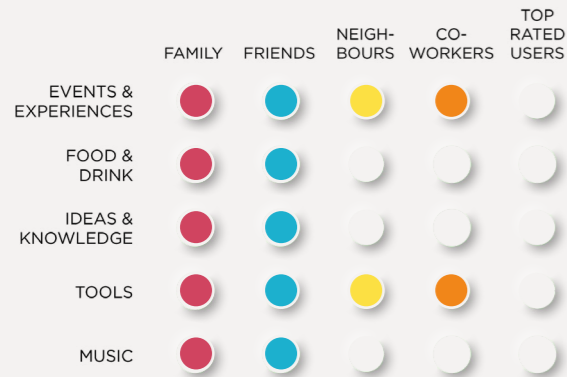 FAMILY
FRIENDS
NEIGH-
BOURS
CO-
WORKERS
TOP
RATED
USERS
EVENTS &
EXPERIENCES
FOOD &
DRINK
IDEAS &
KNOWLEDGE
TOOLS
MUSIC